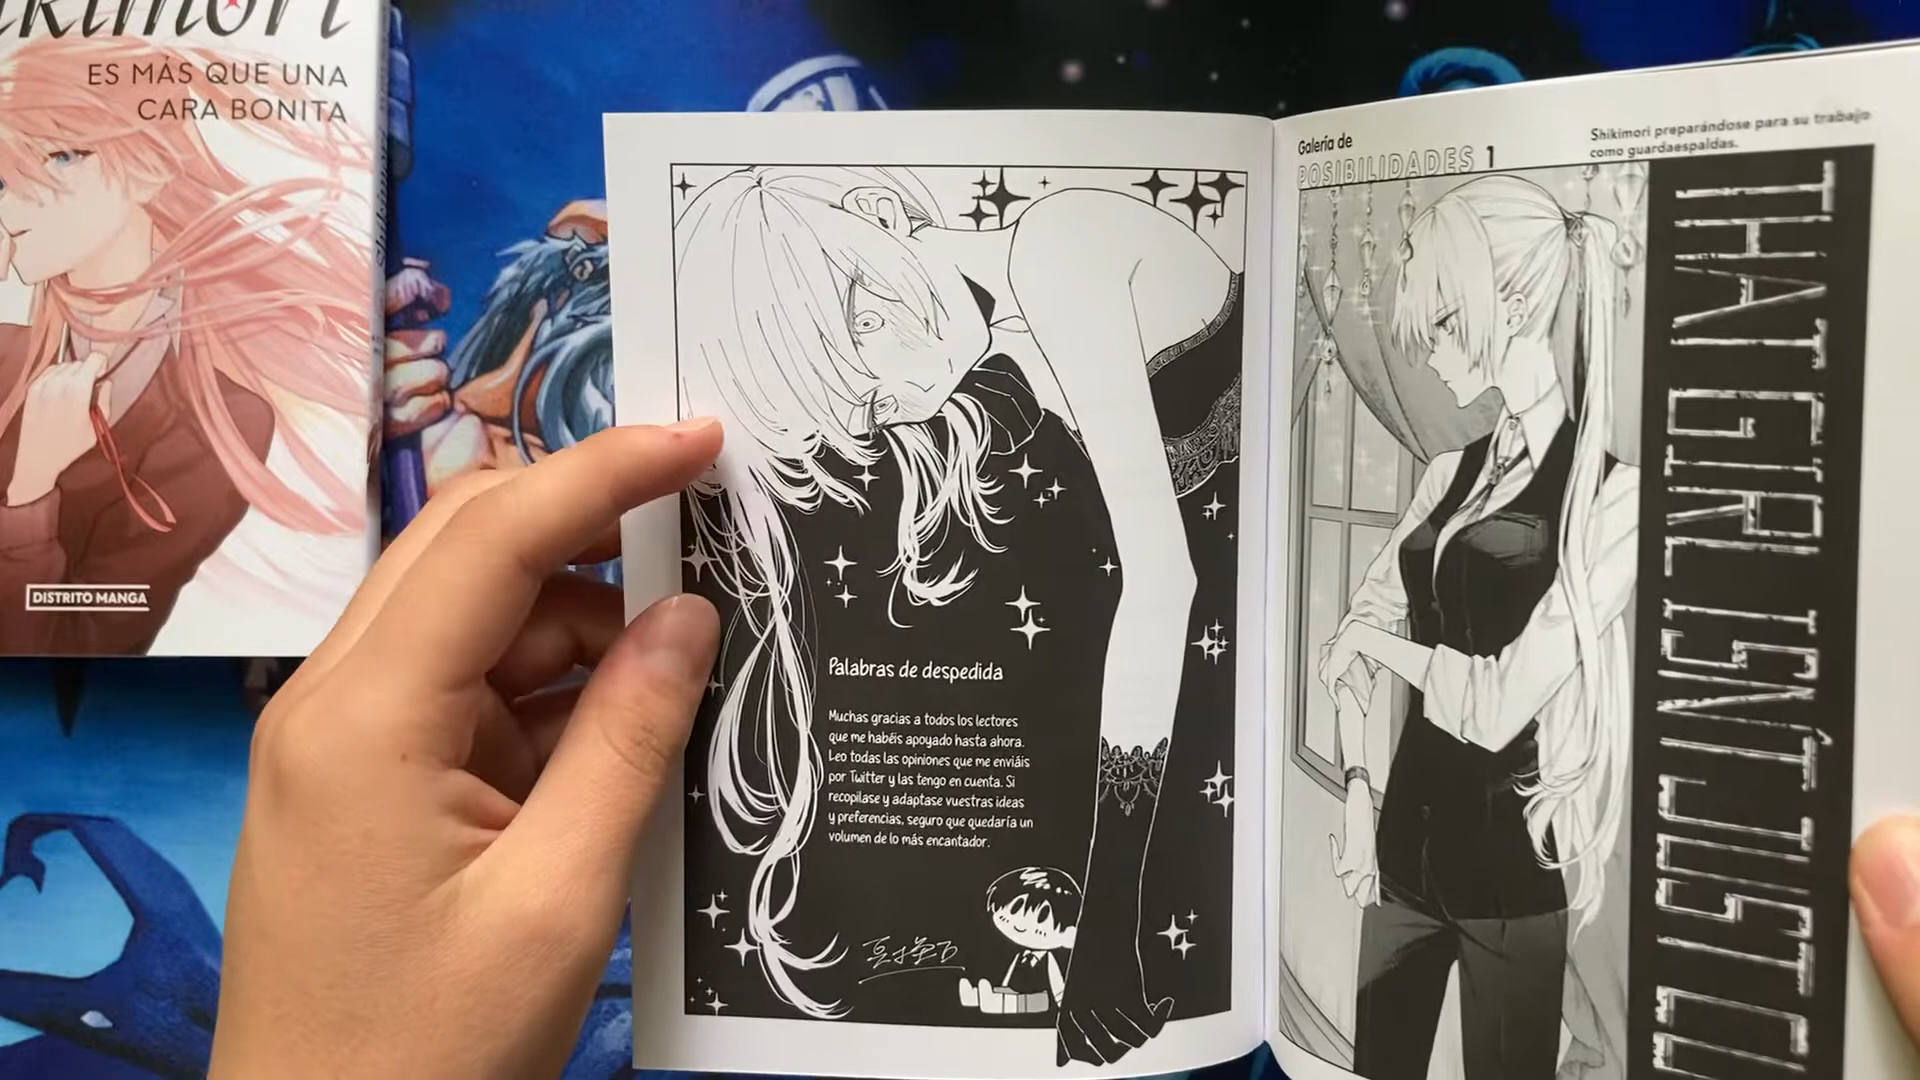 ikimori
ES MÁS QUE UNA
CARA BONITA
DISTRITO MANGA
Palabras de despedida
Muchas gracias a todos los lectores
que me habéis apoyado hasta ahora.
Leo todas las opiniones que me enviáis
por Twitter y las tengo en cuenta. Si
recopilase y adaptase vuestras ideas
y preferencias, seguro que quedaría un
volumen de lo más encantador.
Galería de
POSIBILIDADES 1
Shikimori preparándose para su trabajo
como guardaespaldas.
THAT GIRL ISN'T JUST CU